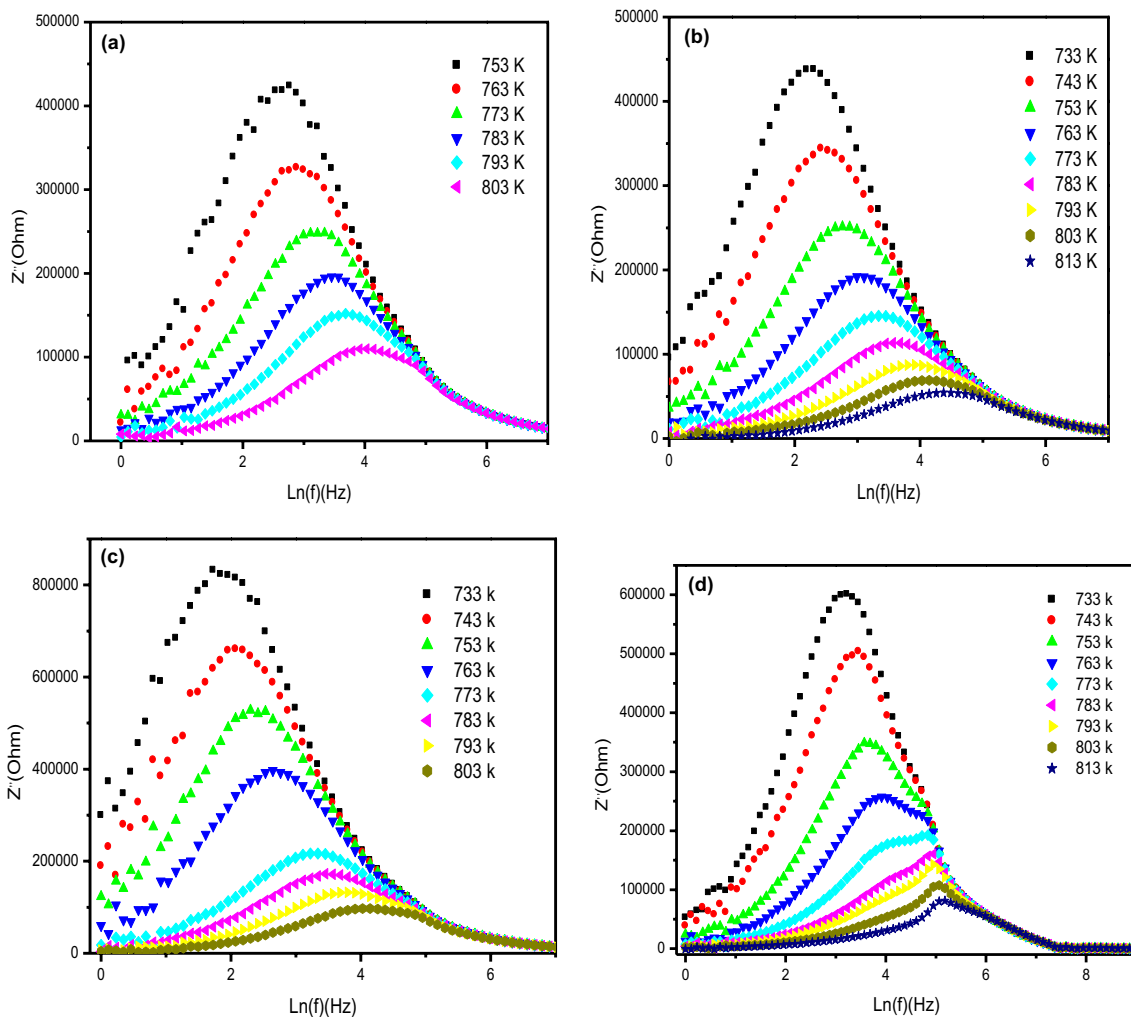 (a)
500000
400000
300000
200000
100000
0
Z''(Ohm)
753 K
763 K
773 K
783 K
793 K
803 K
0 2 4 6
Ln(f)(Hz)
(b)
500000
400000
300000
200000
100000
0
Z''(Ohm)
733 K
743 K
753 K
763 K
773 K
783 K
793 K
803 K
813 K
0 2 4 6
Ln(f)(Hz)
(c)
800000
600000
400000
200000
0
Z''(Ohm)
733 k
743 k
753 k
763 k
773 k
783 k
793 k
803 k
0 2 4 6
Ln(f)(Hz)
(d)
600000
500000
400000
300000
200000
100000
0
Z''(Ohm)
733 k
743 k
753 k
763 k
773 k
783 k
793 k
803 k
813 k
0 2 4 6 8
Ln(f)(Hz)